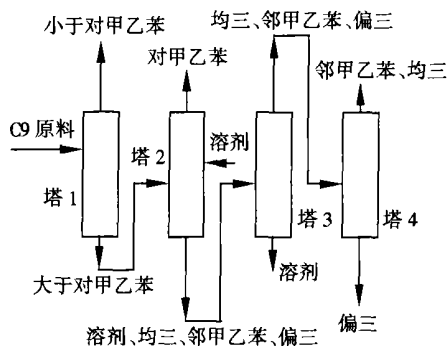 小于对甲乙苯
C9 原料
塔 1
大于对甲乙苯
对甲乙苯
塔 2
溶剂
溶剂、均三、邻甲乙苯、偏三
均三、邻甲乙苯、偏三
塔 3
溶剂
邻甲乙苯、均三
塔 4
偏三